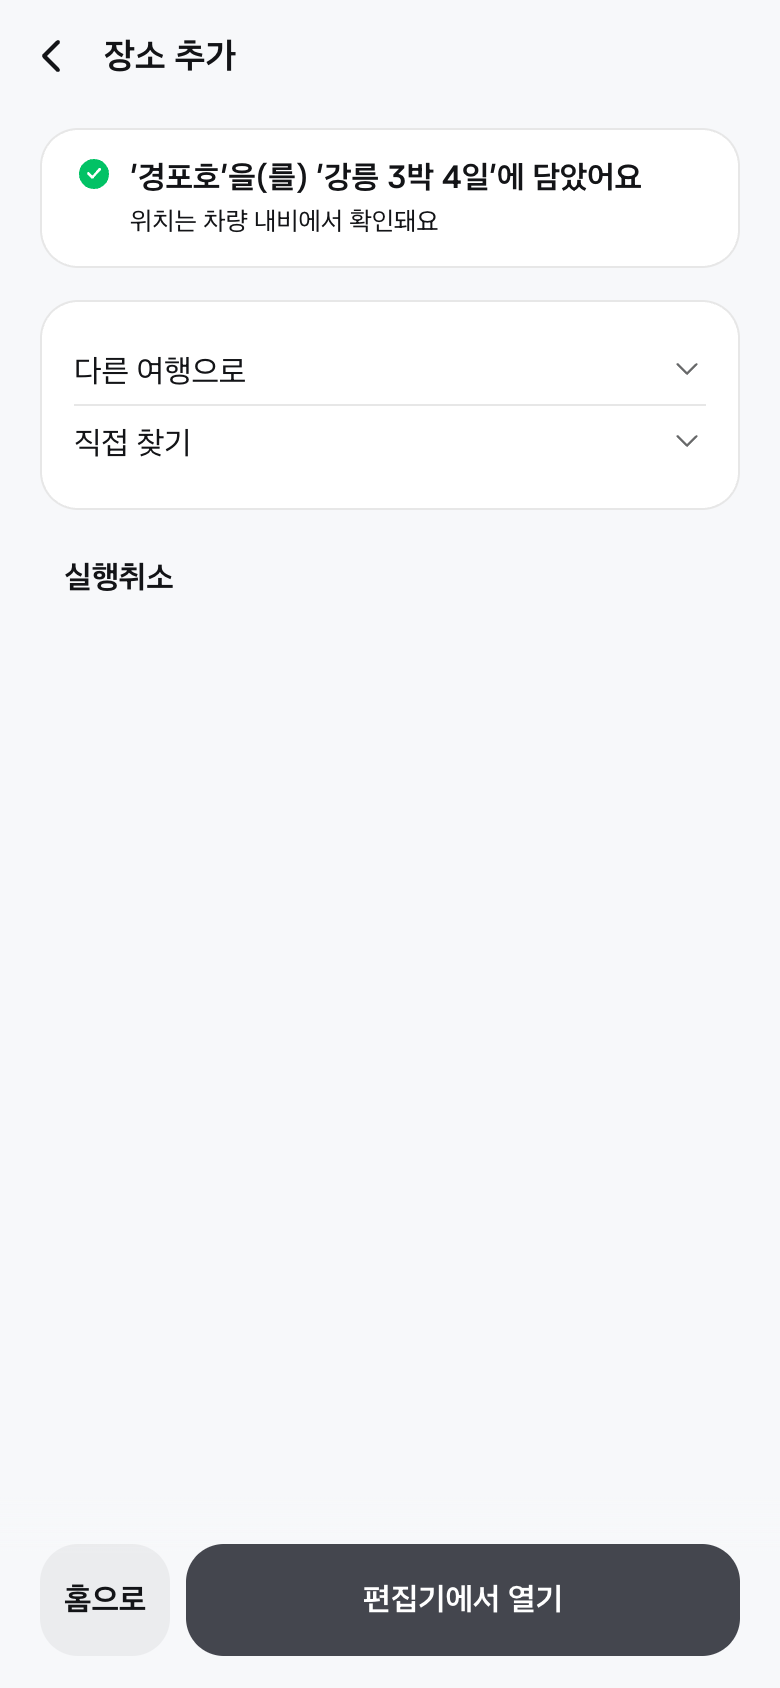 장소 추가
'경포호'을(를) '강릉 3박 4일'에 담았어요
위치는 차량 내비에서 확인돼요
다른 여행으로
직접 찾기
실행취소
홈으로
편집기에서 열기